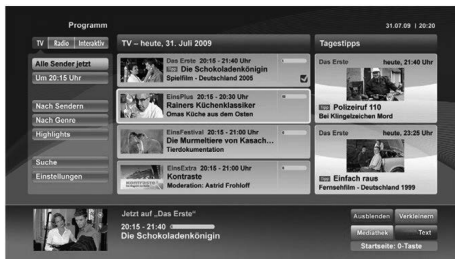 Programm
31.07.09 | 20:20
TV Radio Interaktiv
Alle Sender jetzt
Um 20:15 Uhr
Nach Sendern
Nach Genre
Highlights
Suche
Einstellungen
TV – heute, 31. Juli 2009
Das Erste 20:15 - 21:40 Uhr
Tipp Die Schokoladenkönigin
Spielfilm - Deutschland 2005
EinsPlus 20:15 - 20:30 Uhr
Rainers Küchenklassiker
Omas Küche aus dem Osten
EinsFestival 20:15 - 21:00 Uhr
Die Murmeltiere von Kasach...
Tierdokumentation
EinsExtra 20:00 - 21:00 Uhr
Kontraste
Moderation: Astrid Frohloff
Tagestipps
Das Erste heute, 21:40 Uhr
Tipp Polizeiruf 110
Bei Klingelzeichen Mord
Das Erste heute, 23:25 Uhr
Tipp Einfach raus
Fernsehfilm - Deutschland 1999
Jetzt auf „Das Erste“
20:15 - 21:40
Die Schokoladenkönigin
Ausblenden Verkleinern
Mediathek Text
Startseite: 0-Taste